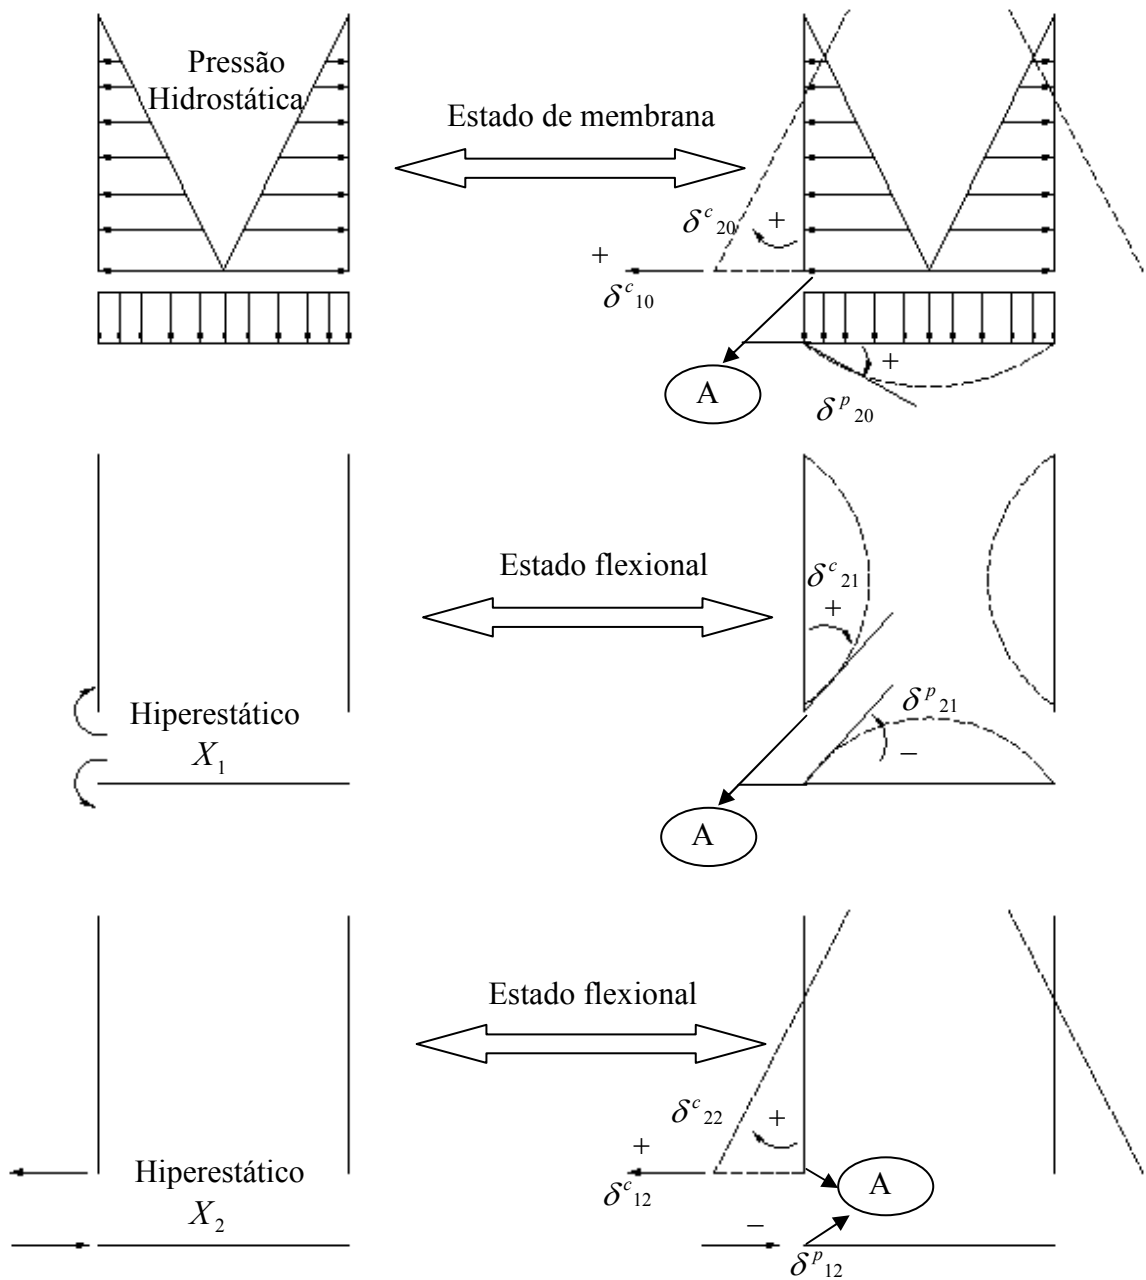 Pressão
Hidrostática
Estado de membrana
δ^c_20
+
+
δ^c_10
+
δ^p_20
A
Estado flexional
δ^c_21
+
Hiperestático
X_1
δ^p_21
−
A
Estado flexional
δ^c_22
+
+
δ^c_12
Hiperestático
X_2
A
−
δ^p_12